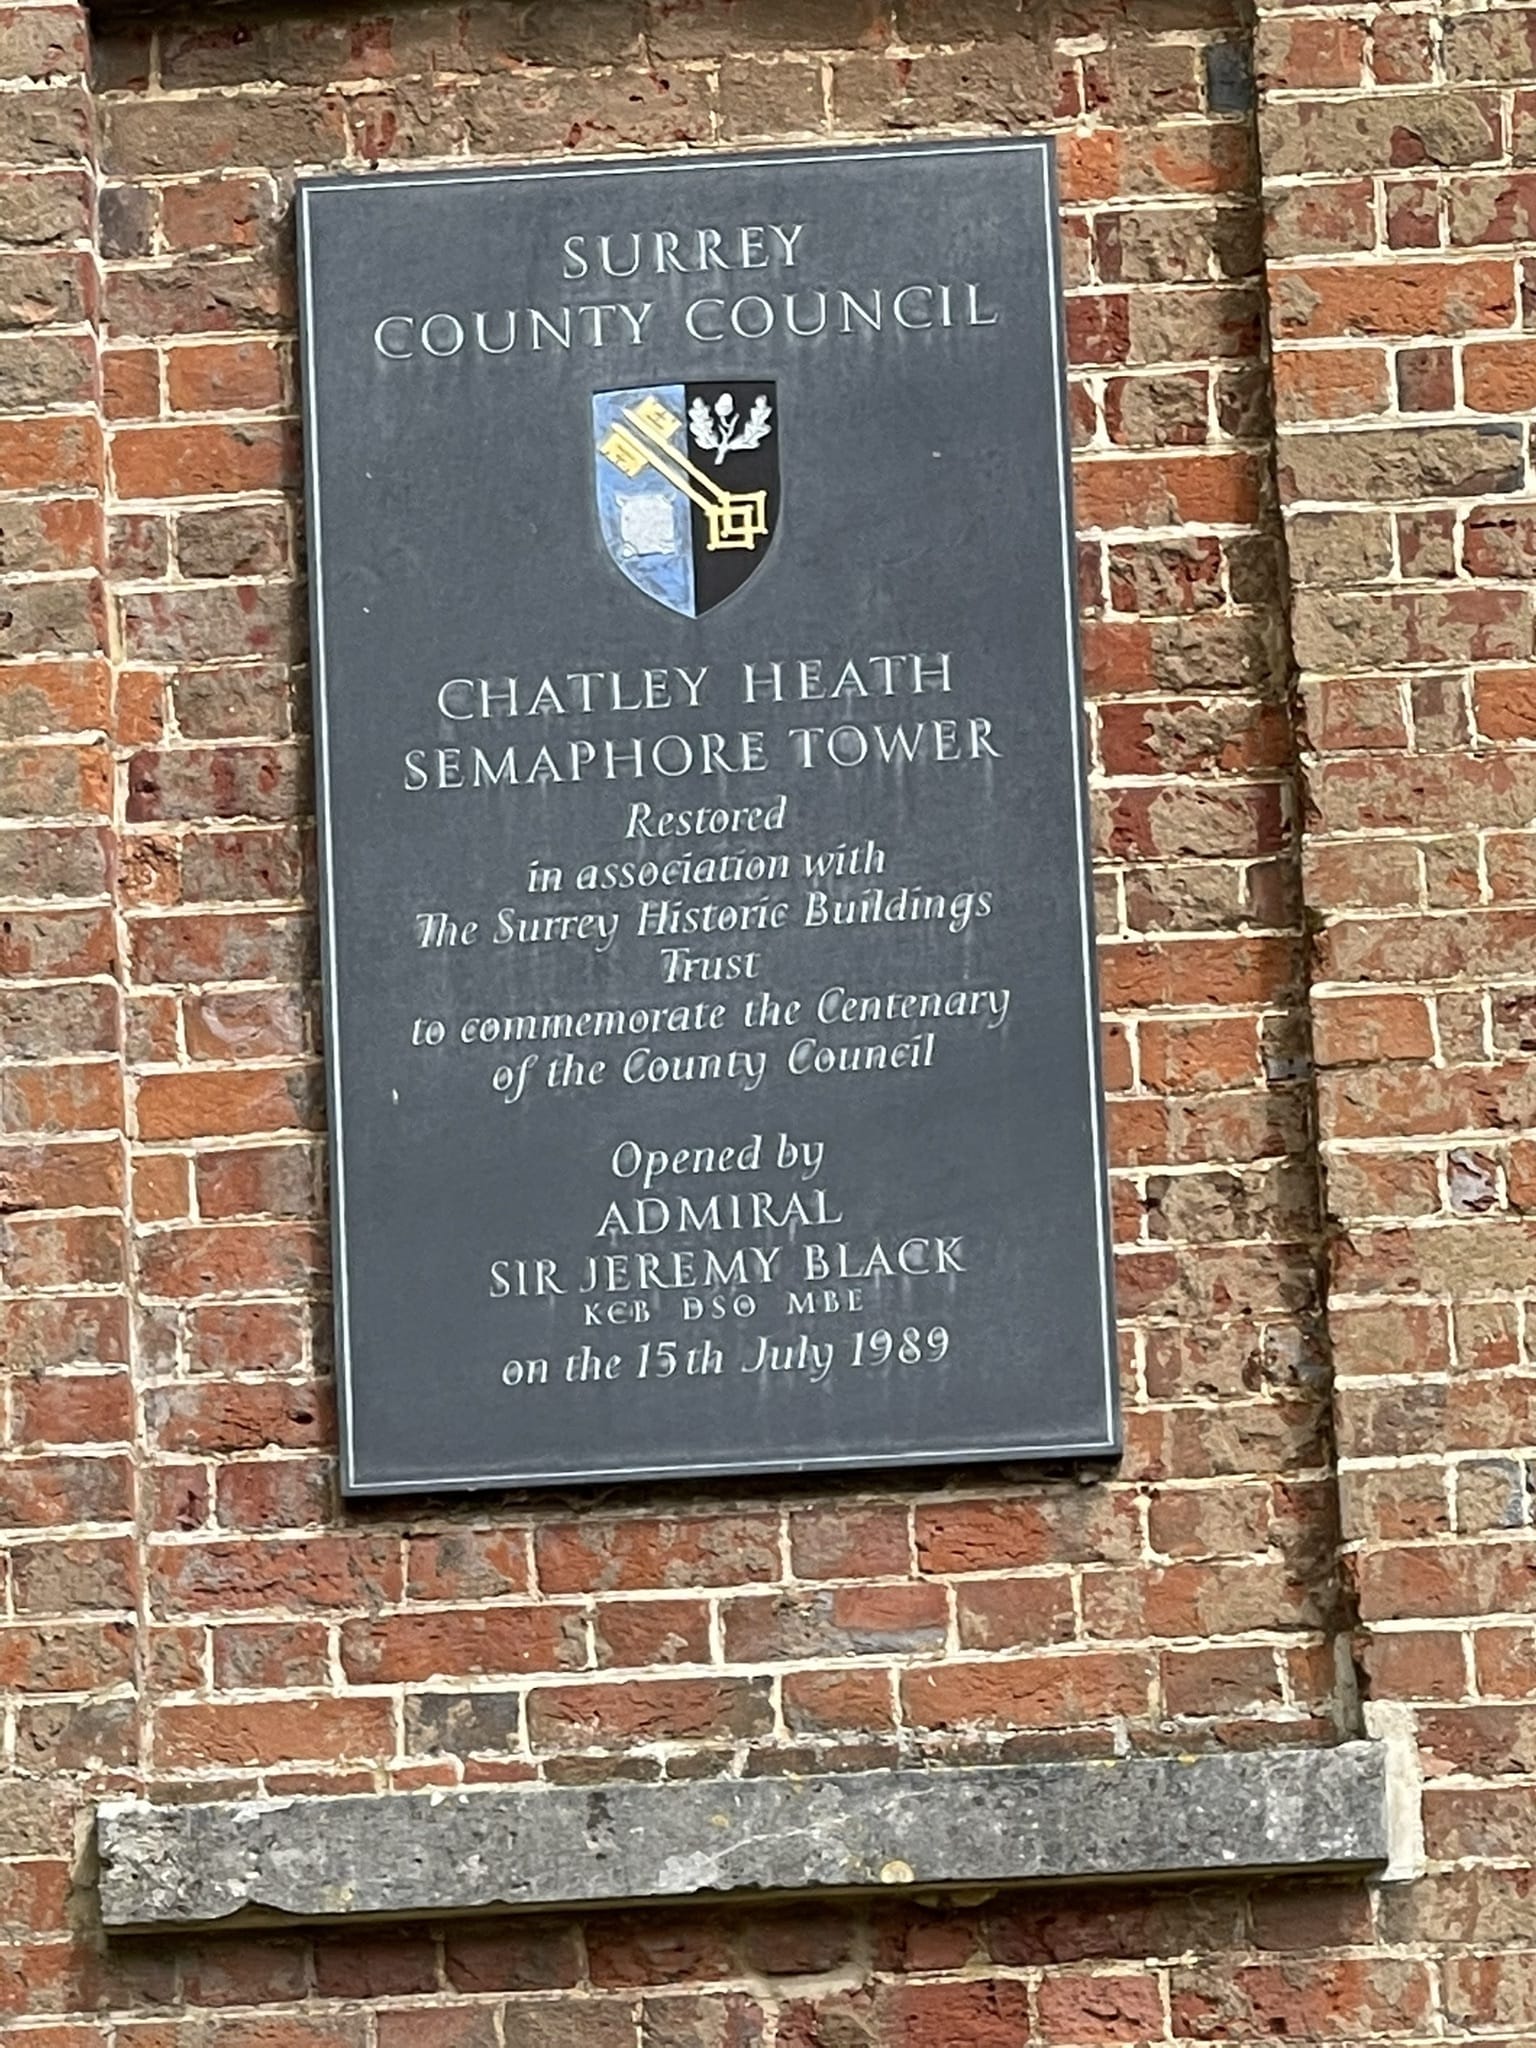 SURREY
COUNTY COUNCIL
CHATLEY HEATH
SEMAPHORE TOWER
Restored
in association with
The Surrey Historic Buildings
Trust
to commemorate the Centenary
of the County Council
Opened by
ADMIRAL
SIR JEREMY BLACK
KCB DSO MBE
on the 15th July 1989